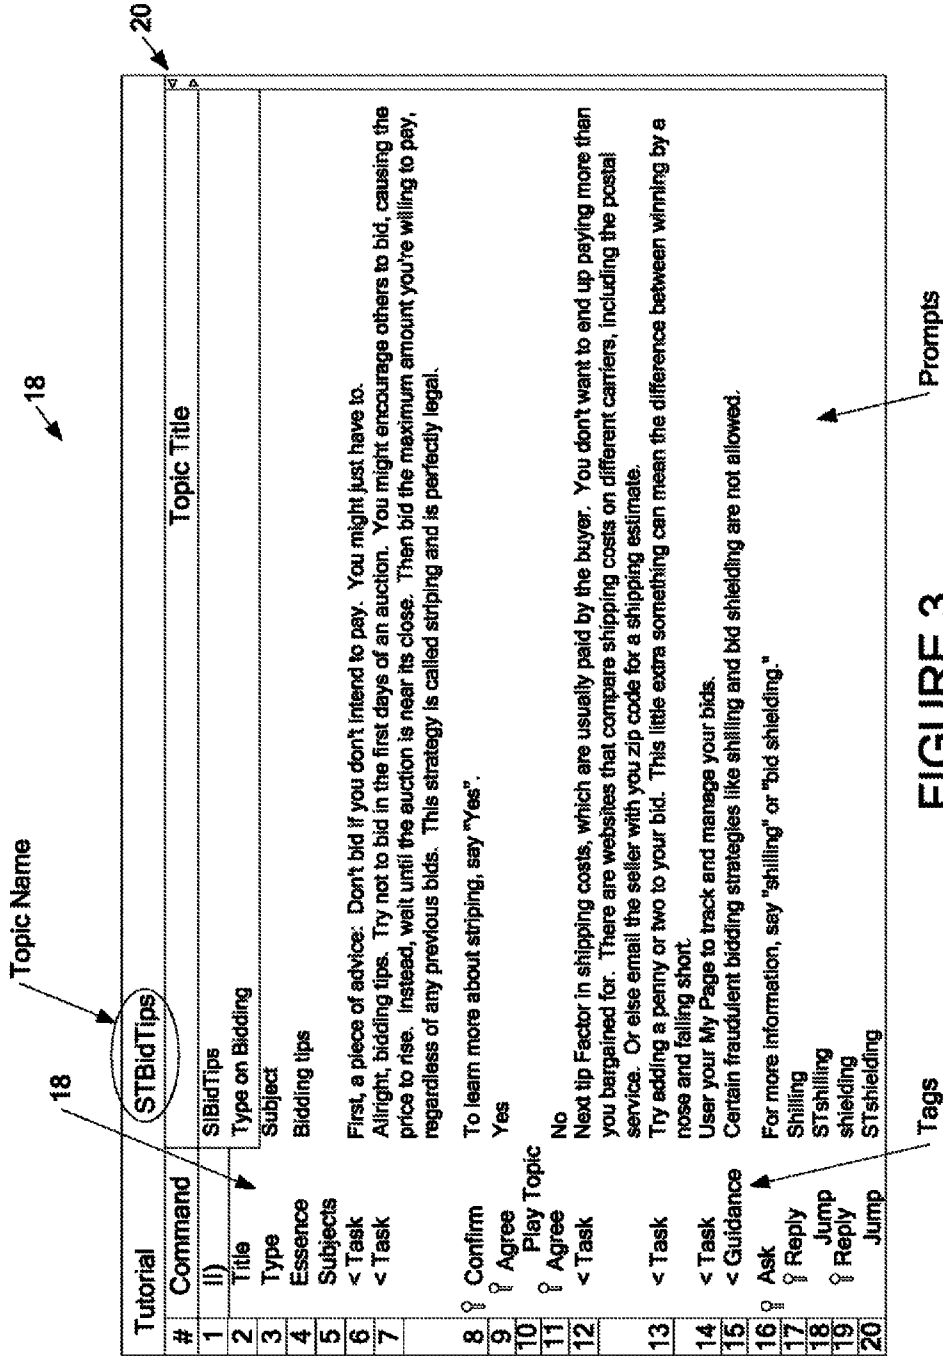 18
20
Topic Name
18
Tutorial STBidTips
# Command Topic Title
1 II) SIBidTips
2 Title Type on Bidding
3 Type Subject
4 Essence Bidding tips
5 Subjects
6 < Task First, a piece of advice: Don't bid if you don't intend to pay. You might just have to.
7 < Task Alright, bidding tips. Try not to bid in the first days of an auction. You might encourage others to bid, causing the
price to rise. Instead, wait until the auction is near its close. Then bid the maximum amount you're willing to pay,
regardless of any previous bids. This strategy is called striping and is perfectly legal.
8 Confirm To learn more about striping, say "Yes".
9 Agree Yes
10 Play Topic
11 Agree No
12 < Task Next tip Factor in shipping costs, which are usually paid by the buyer. You don't want to end up paying more than
you bargained for. There are websites that compare shipping costs on different carriers, including the postal
service. Or else email the seller with you zip code for a shipping estimate.
13 < Task Try adding a penny or two to your bid. This little extra something can mean the difference between winning by a
nose and falling short.
14 < Task User your My Page to track and manage your bids.
15 < Guidance Certain fraudulent bidding strategies like shilling and bid shielding are not allowed.
16 Ask For more information, say "shilling" or "bid shielding."
17 Reply Shilling
18 Jump STshilling
19 Reply shielding
20 Jump STshielding
Tags
Prompts
FIGURE 3